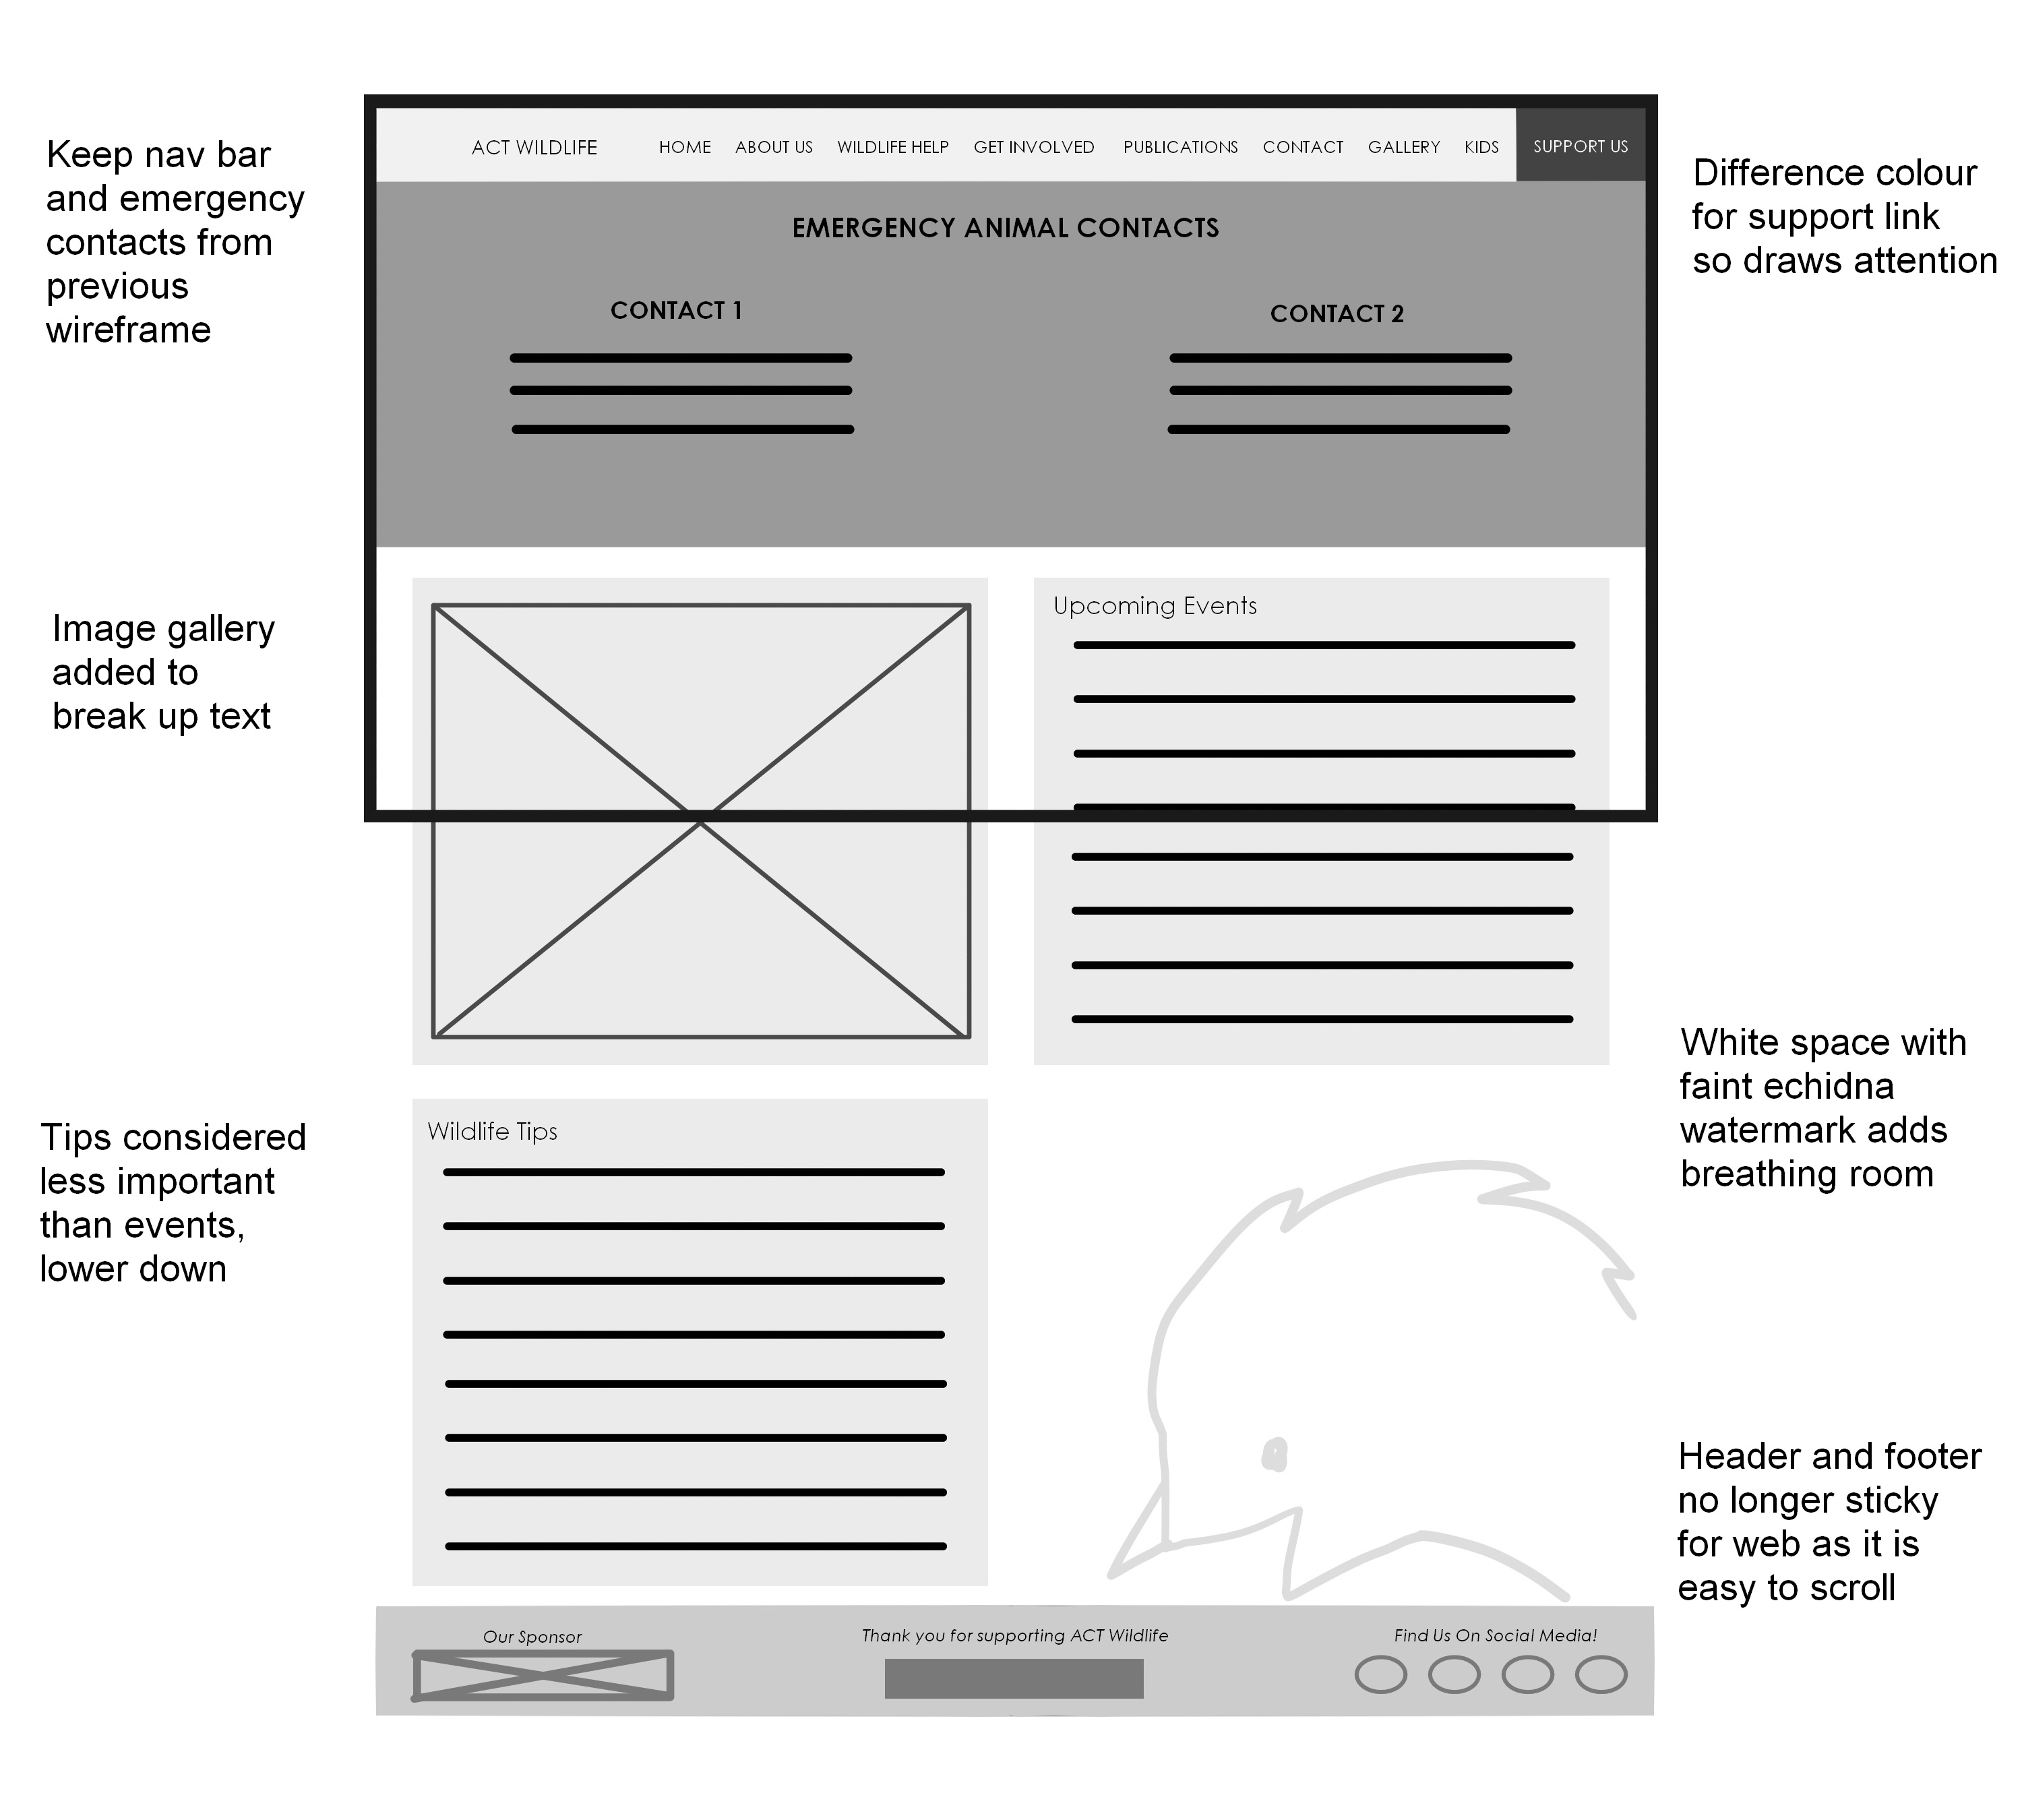 Keep nav bar
and emergency
contacts from
previous
wireframe
ACT WILDLIFE HOME ABOUT US WILDLIFE HELP GET INVOLVED PUBLICATIONS CONTACT GALLERY KIDS SUPPORT US
Difference colour
for support link
so draws attention
EMERGENCY ANIMAL CONTACTS
CONTACT 1
CONTACT 2
Image gallery
added to
break up text
Upcoming Events
White space with
faint echidna
watermark adds
breathing room
Tips considered
less important
than events,
lower down
Wildlife Tips
Header and footer
no longer sticky
for web as it is
easy to scroll
Our Sponsor
Thank you for supporting ACT Wildlife
Find Us On Social Media!